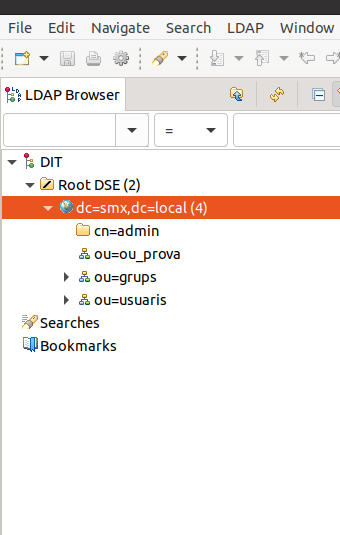 File Edit Navigate Search LDAP Window
LDAP Browser
=
DIT
Root DSE (2)
dc=smx,dc=local (4)
cn=admin
ou=ou_prova
ou=grups
ou=usuaris
Searches
Bookmarks